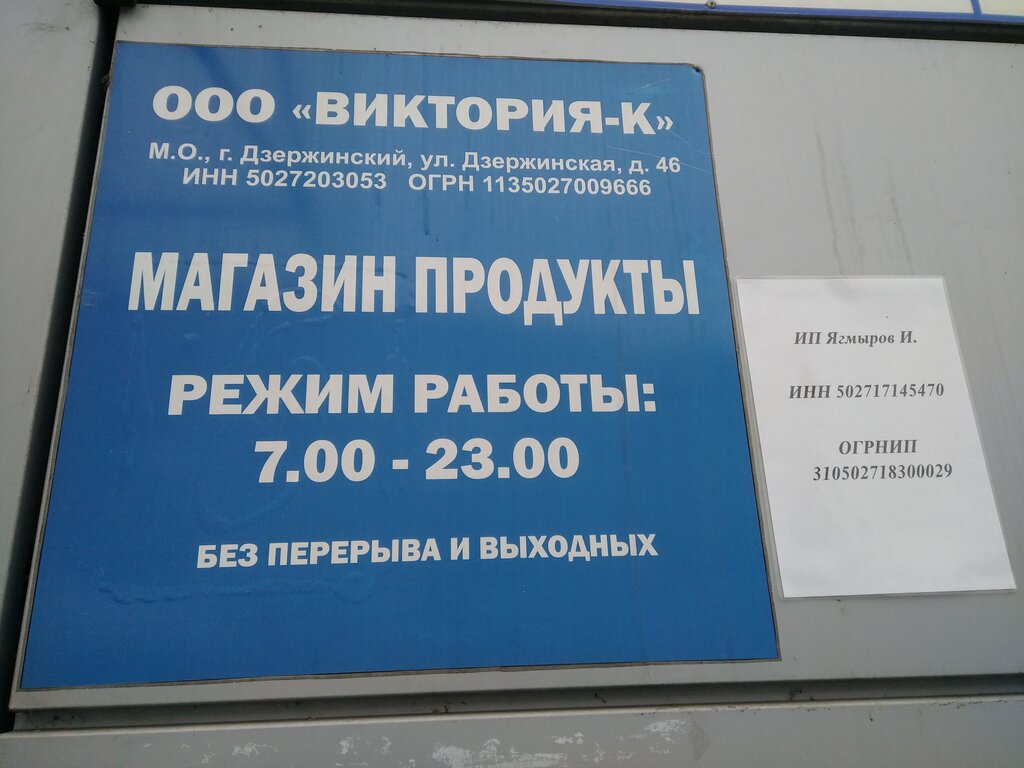 ООО «ВИКТОРИЯ-К»
М.О., г. Дзержинский, ул. Дзержинская, д. 46
ИНН 5027203053 ОГРН 1135027009666
МАГАЗИН ПРОДУКТЫ
РЕЖИМ РАБОТЫ:
7.00 - 23.00
БЕЗ ПЕРЕРЫВА И ВЫХОДНЫХ
ИП Ягмыров И.
ИНН 502717145470
ОГРНИП
310502718300029